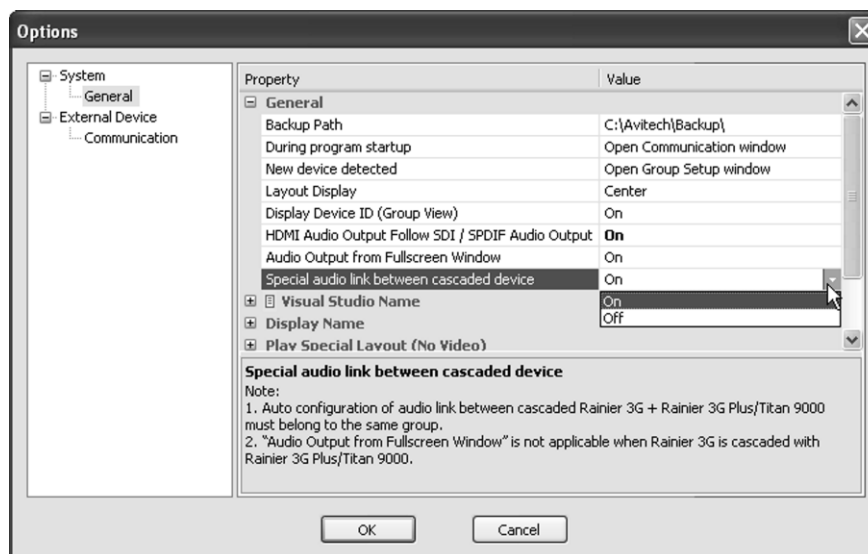 Options
System
General
External Device
Communication
Property Value
General
Backup Path C:\Avitech\Backup\
During program startup Open Communication window
New device detected Open Group Setup window
Layout Display Center
Display Device ID (Group View) On
HDMI Audio Output Follow SDI / SPDIF Audio Output On
Audio Output from Fullscreen Window On
Special audio link between cascaded device On
Visual Studio Name On
Display Name Off
Play Special Layout (No Video)
Special audio link between cascaded device
Note:
1. Auto configuration of audio link between cascaded Rainier 3G + Rainier 3G Plus/Titan 9000
must belong to the same group.
2. “Audio Output from Fullscreen Window” is not applicable when Rainier 3G is cascaded with
Rainier 3G Plus/Titan 9000.
OK Cancel